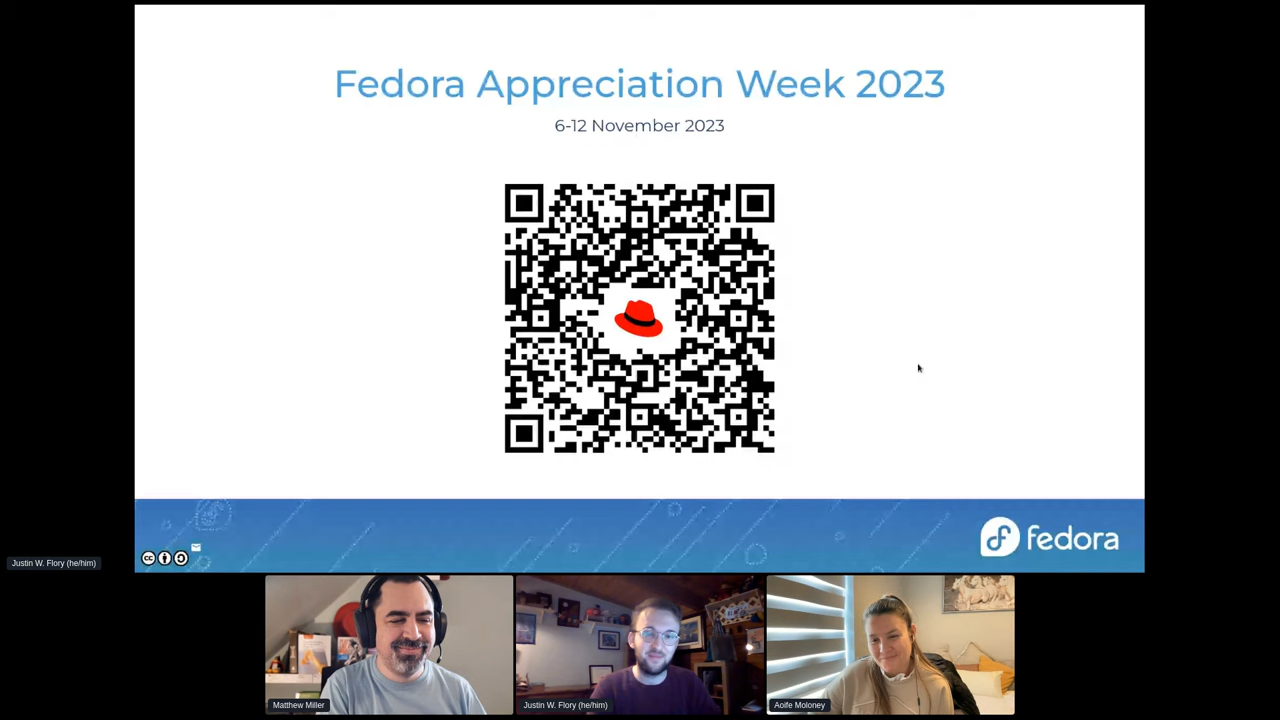 Fedora Appreciation Week 2023
6-12 November 2023
cc
fedora
Justin W. Flory (he/him)
Matthew Miller
Justin W. Flory (he/him)
Aoife Moloney